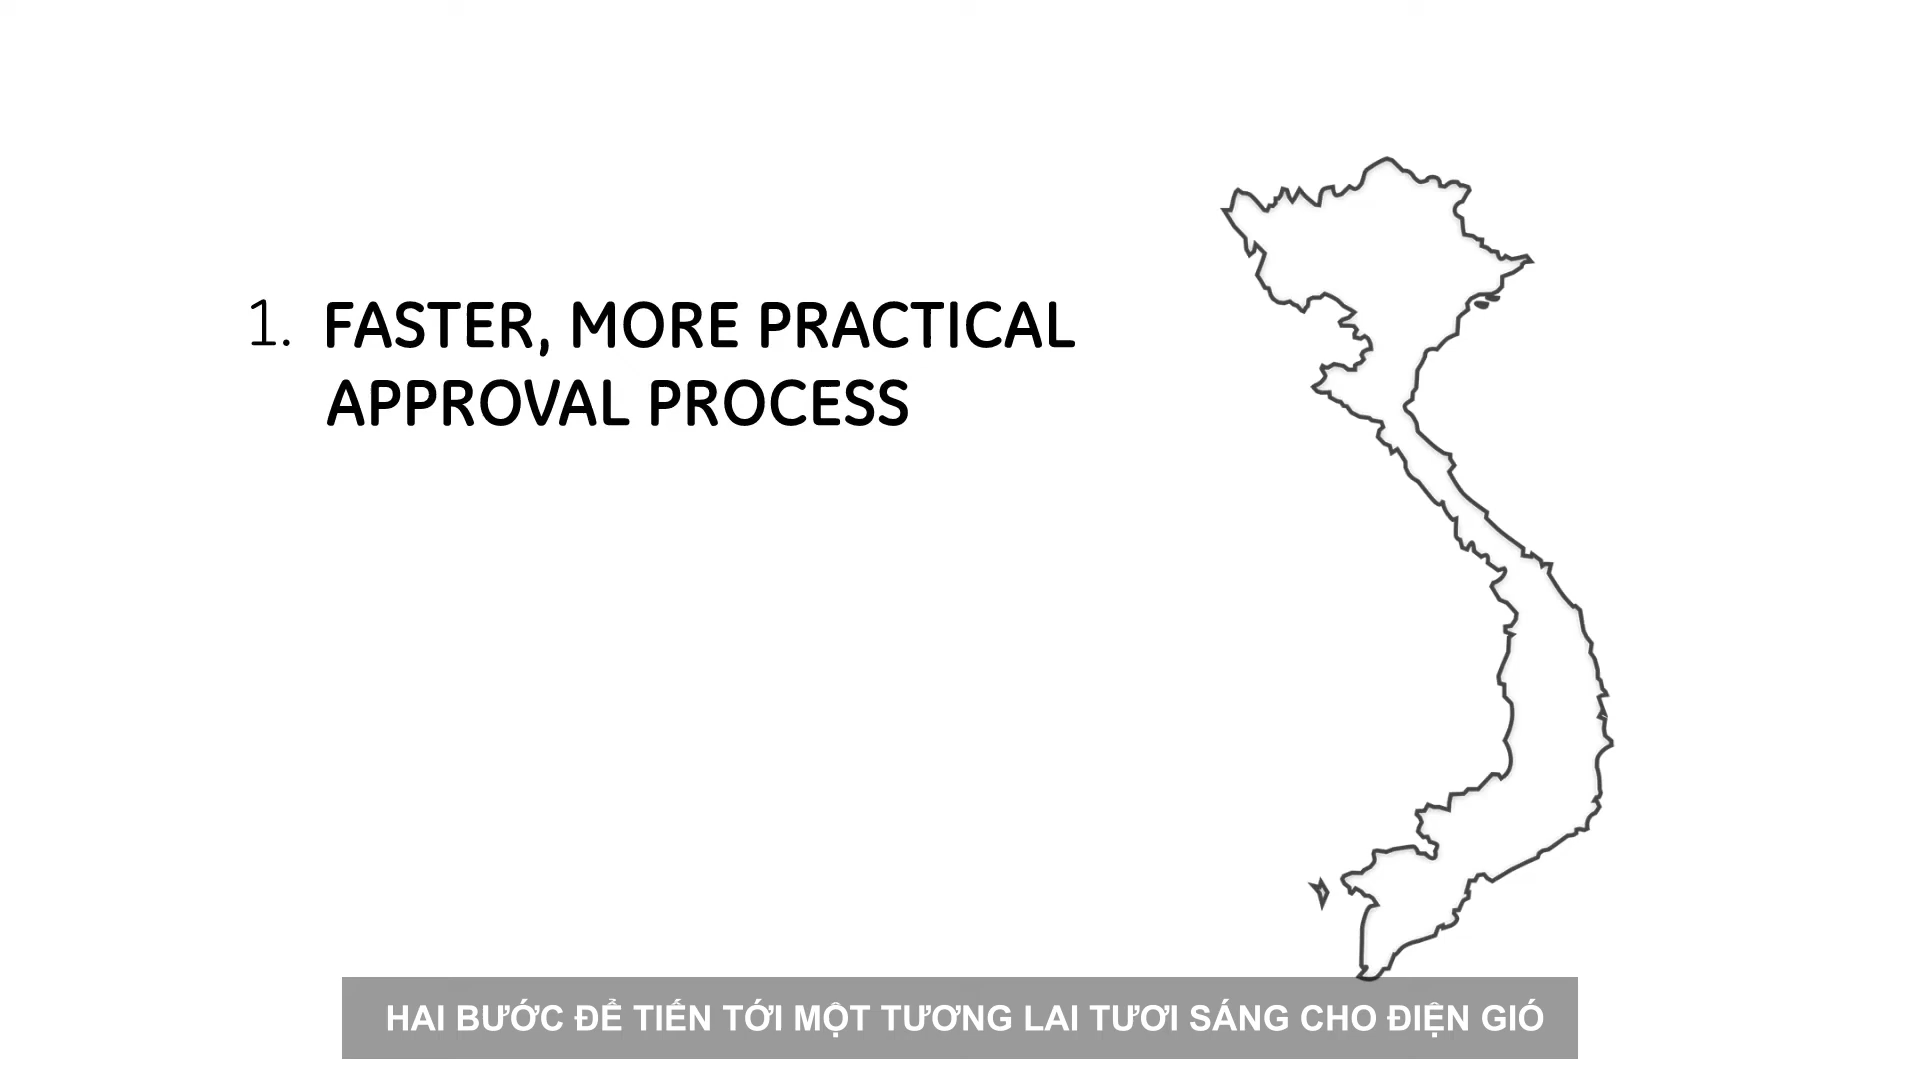 1. FASTER, MORE PRACTICAL
APPROVAL PROCESS
HAI BƯỚC ĐỂ TIẾN TỚI MỘT TƯƠNG LAI TƯƠI SÁNG CHO ĐIỆN GIÓ